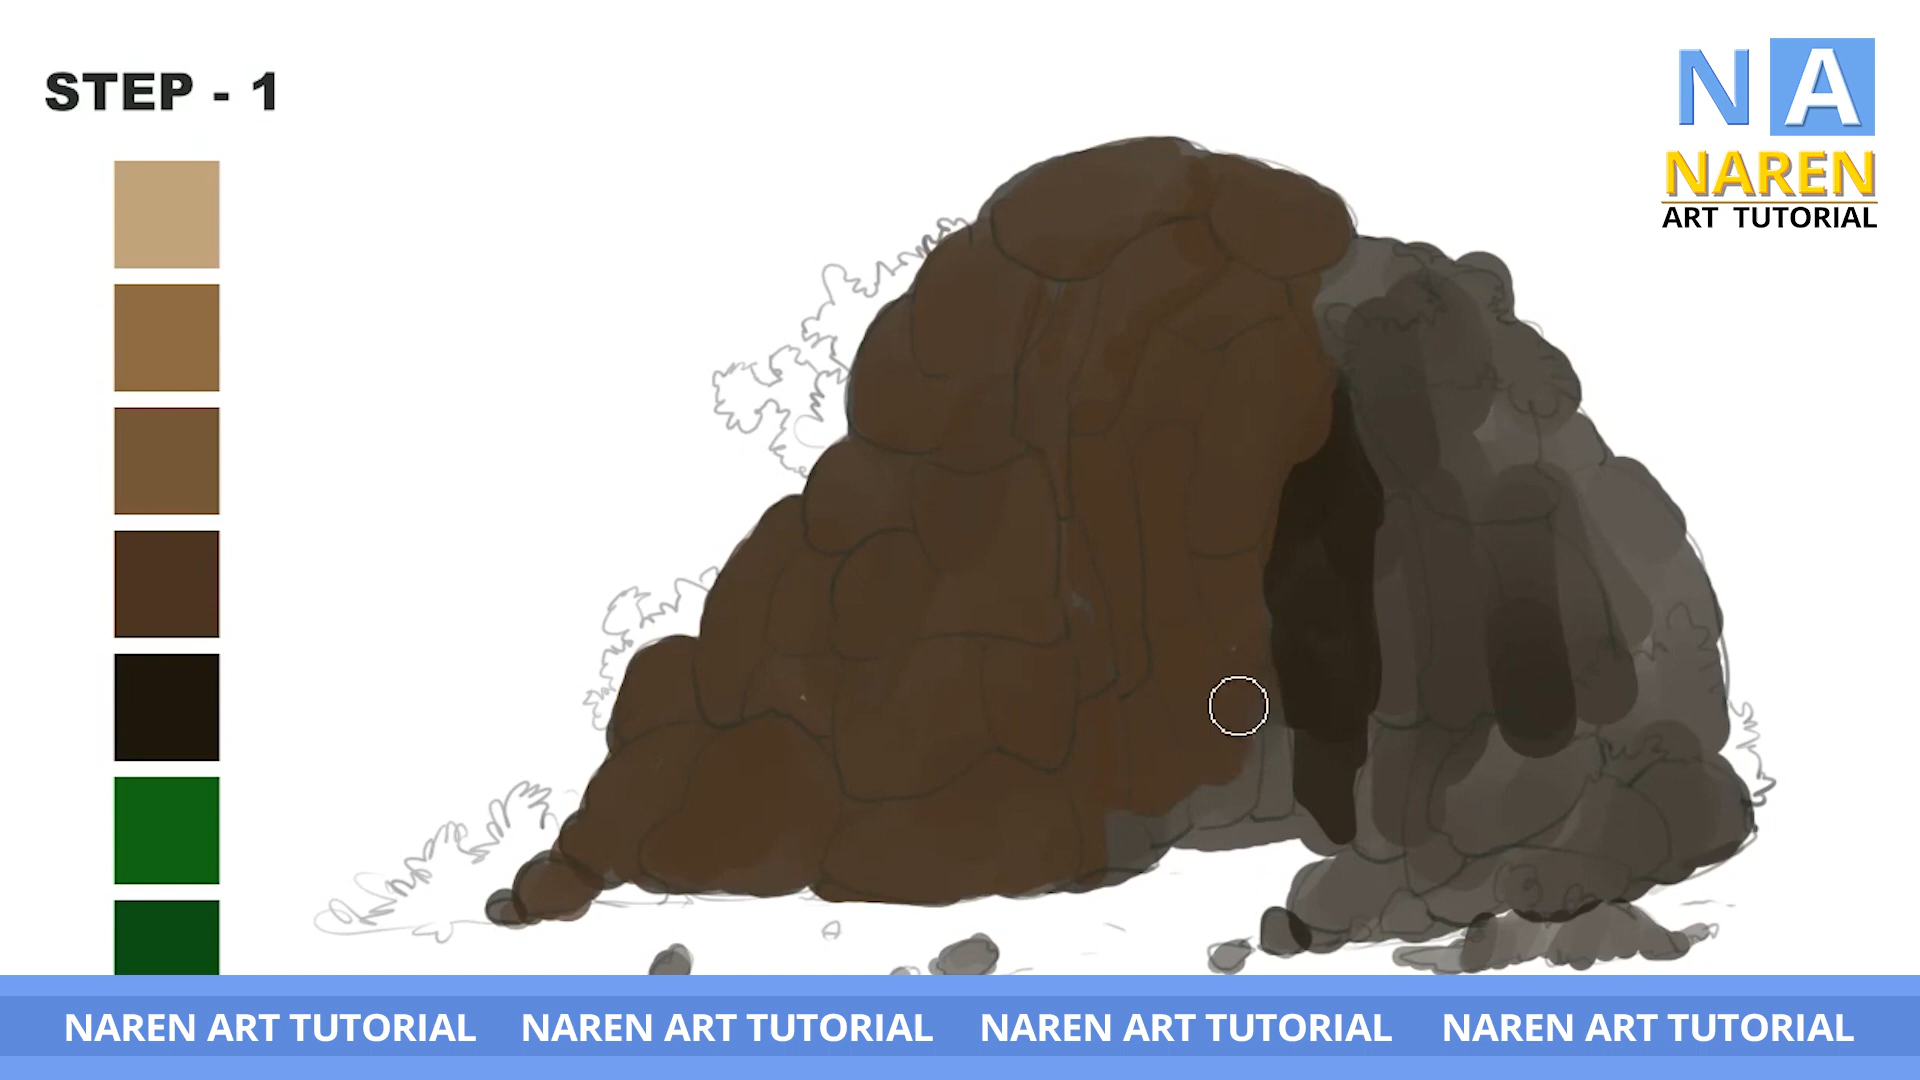 STEP - 1
N A
NAREN
ART TUTORIAL
NAREN ART TUTORIAL NAREN ART TUTORIAL NAREN ART TUTORIAL NAREN ART TUTORIAL